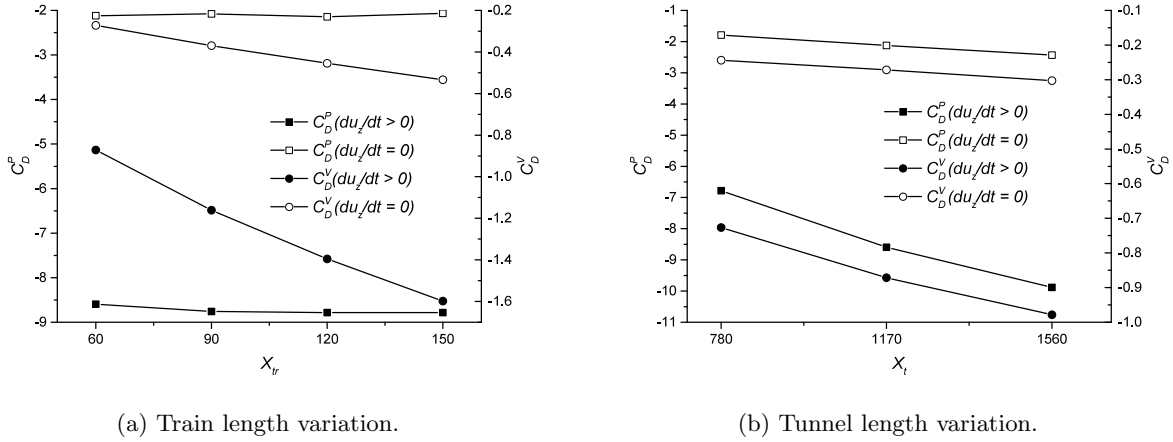 -2
-3
-4
-5
-6
-7
-8
-9
C_D^P
-0.2
-0.4
-0.6
-0.8
-1.0
-1.2
-1.4
-1.6
C_D^V
C_D^P(du_z/dt > 0)
C_D^P(du_z/dt = 0)
C_D^V(du_z/dt > 0)
C_D^V(du_z/dt = 0)
60 90 120 150
X_tr
(a) Train length variation.
-1
-2
-3
-4
-5
-6
-7
-8
-9
-10
-11
C_D^P
-0.1
-0.2
-0.3
-0.4
-0.5
-0.6
-0.7
-0.8
-0.9
-1.0
C_D^V
C_D^P(du_z/dt > 0)
C_D^P(du_z/dt = 0)
C_D^V(du_z/dt > 0)
C_D^V(du_z/dt = 0)
780 1170 1560
X_t
(b) Tunnel length variation.